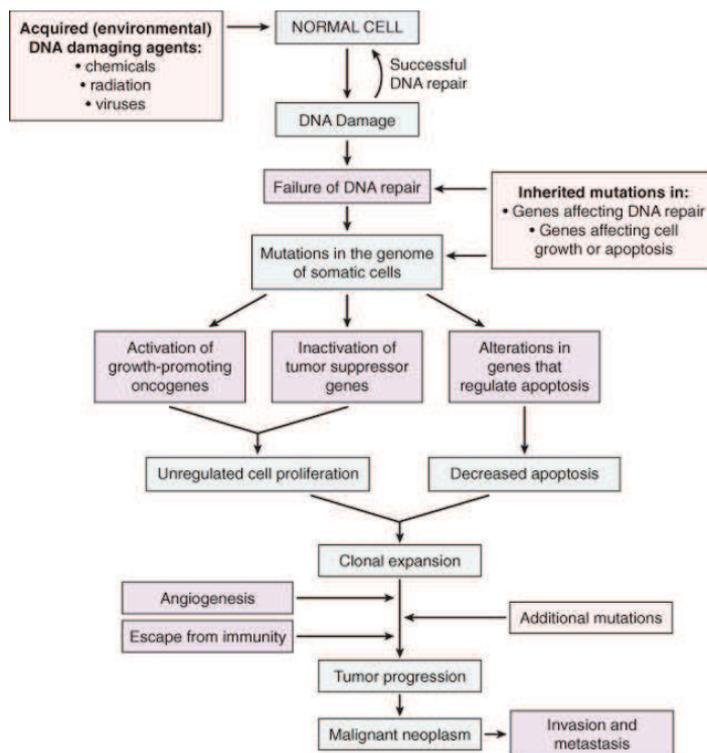 Acquired (environmental)
DNA damaging agents:
• chemicals
• radiation
• viruses
NORMAL CELL
Successful
DNA repair
DNA Damage
Failure of DNA repair
Inherited mutations in:
• Genes affecting DNA repair
• Genes affecting cell
growth or apoptosis
Mutations in the genome
of somatic cells
Activation of
growth-promoting
oncogenes
Inactivation of
tumor suppressor
genes
Alterations in
genes that
regulate apoptosis
Unregulated cell proliferation
Decreased apoptosis
Clonal expansion
Angiogenesis
Additional mutations
Escape from immunity
Tumor progression
Malignant neoplasm
Invasion and
metastasis